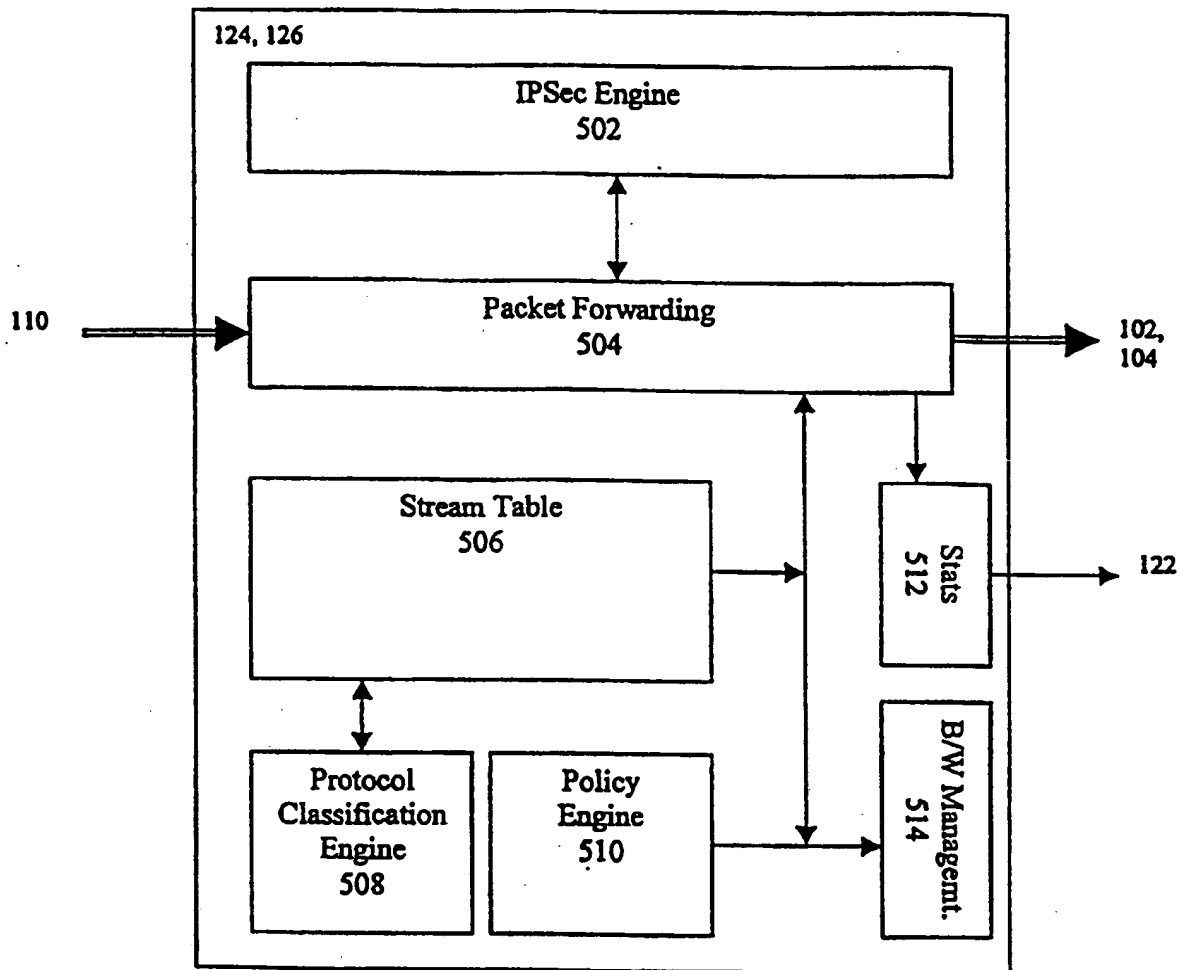 124, 126
IPSec Engine
502
110
Packet Forwarding
504
102,
104
Stream Table
506
Stats
512
122
Protocol
Classification
Engine
508
Policy
Engine
510
B/W Managemt.
514